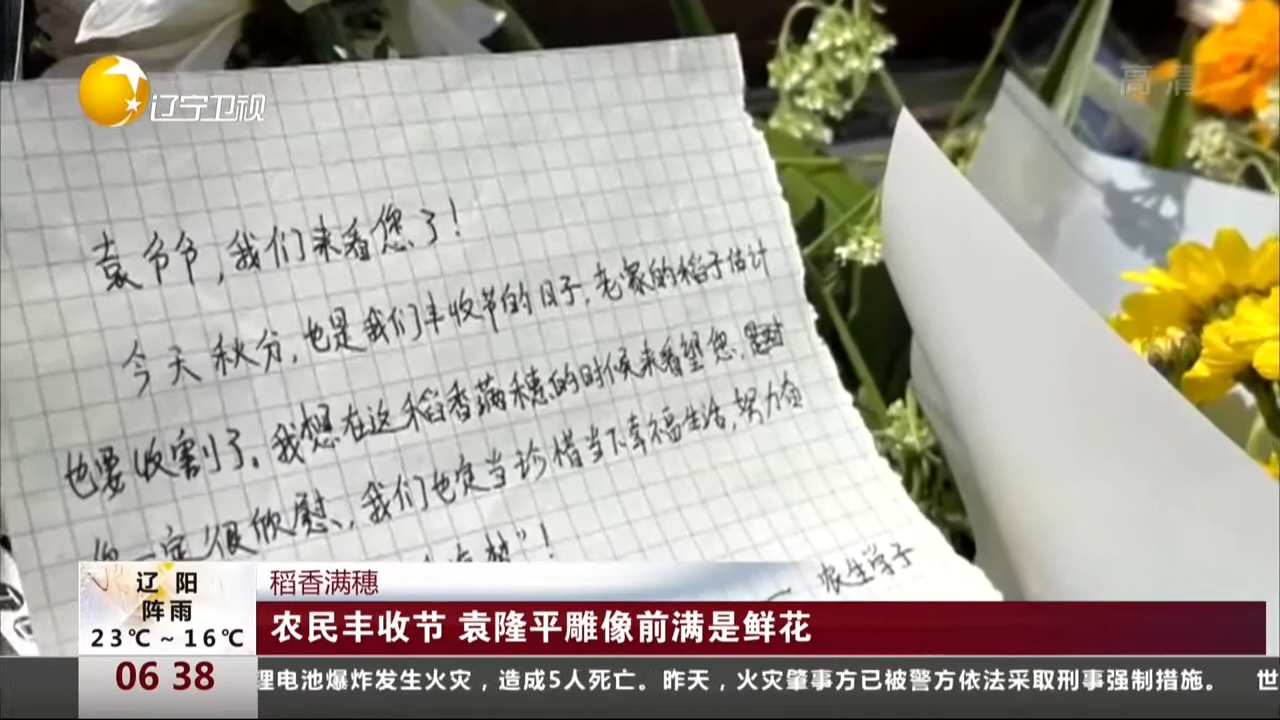 辽宁卫视
高清
袁爷爷,我们来看您了!
今天秋分,也是我们丰收节的日子,老家的稻子估计
也要收割了。我想在这稻香满穗的时候来看望您,
您一定很欣慰,我们也定当珍惜当下幸福生活,努力奋
梦”!
农生学子
辽阳
阵雨
23℃~16℃
06 38
稻香满穗
农民丰收节 袁隆平雕像前满是鲜花
锂电池爆炸发生火灾,造成5人死亡。昨天,火灾肇事方已被警方依法采取刑事强制措施。 世